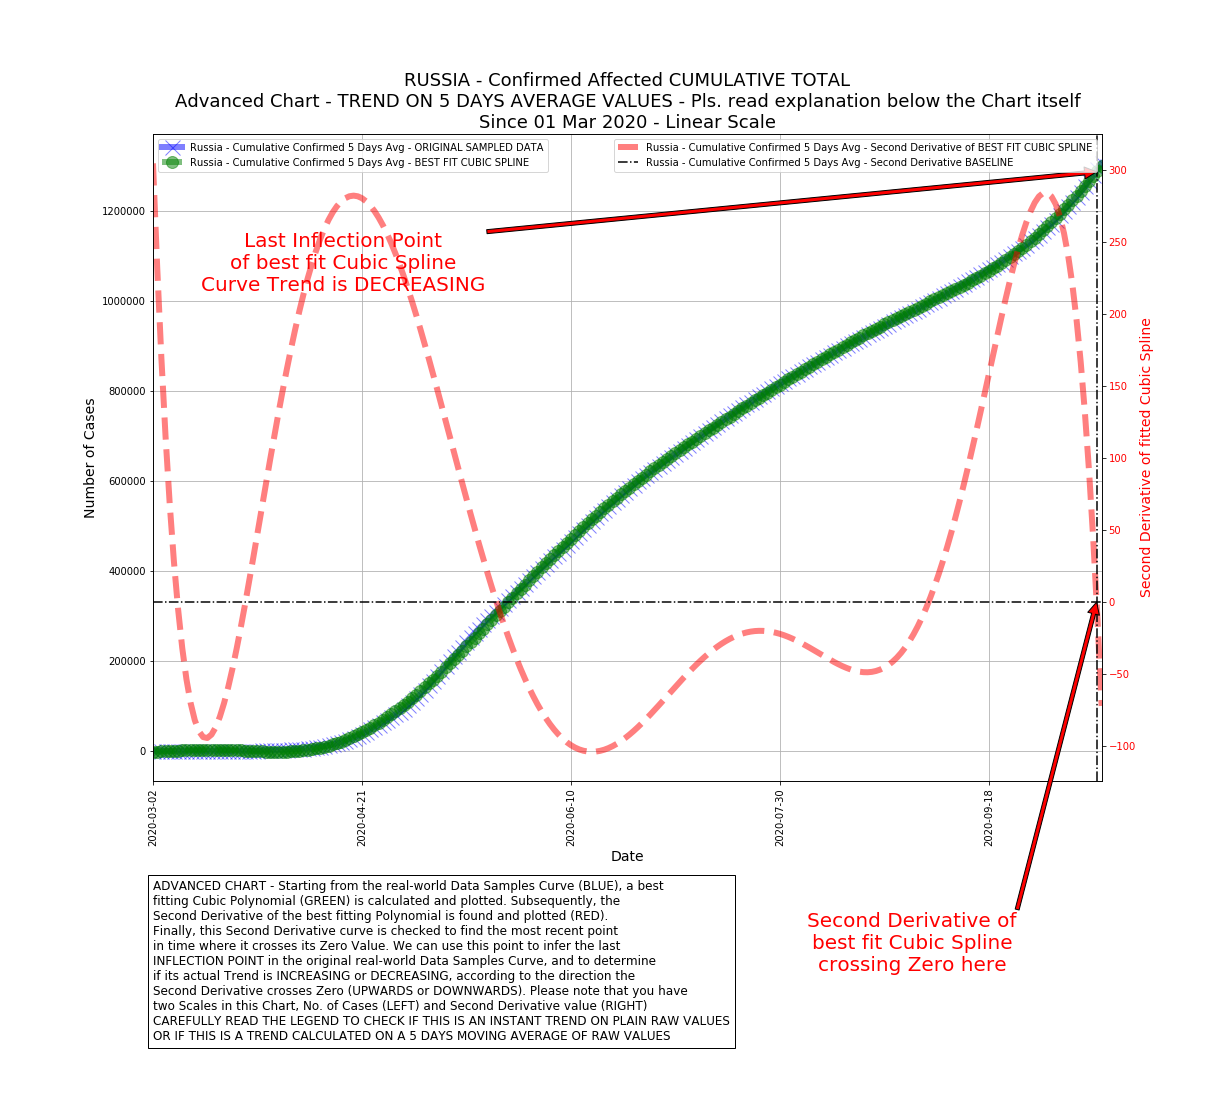 RUSSIA - Confirmed Affected CUMULATIVE TOTAL
Advanced Chart - TREND ON 5 DAYS AVERAGE VALUES - Pls. read explanation below the Chart itself
Since 01 Mar 2020 - Linear Scale
Russia - Cumulative Confirmed 5 Days Avg - ORIGINAL SAMPLED DATA
Russia - Cumulative Confirmed 5 Days Avg - BEST FIT CUBIC SPLINE
Russia - Cumulative Confirmed 5 Days Avg - Second Derivative of BEST FIT CUBIC SPLINE
Russia - Cumulative Confirmed 5 Days Avg - Second Derivative BASELINE
Last Inflection Point
of best fit Cubic Spline
Curve Trend is DECREASING
Number of Cases
1200000
1000000
800000
600000
400000
200000
0
300
250
200
150
100
50
0
−50
−100
Second Derivative of fitted Cubic Spline
2020-03-02
2020-04-21
2020-06-10
2020-07-30
2020-09-18
Date
ADVANCED CHART - Starting from the real-world Data Samples Curve (BLUE), a best
fitting Cubic Polynomial (GREEN) is calculated and plotted. Subsequently, the
Second Derivative of the best fitting Polynomial is found and plotted (RED).
Finally, this Second Derivative curve is checked to find the most recent point
in time where it crosses its Zero Value. We can use this point to infer the last
INFLECTION POINT in the original real-world Data Samples Curve, and to determine
if its actual Trend is INCREASING or DECREASING, according to the direction the
Second Derivative crosses Zero (UPWARDS or DOWNWARDS). Please note that you have
two Scales in this Chart, No. of Cases (LEFT) and Second Derivative value (RIGHT)
CAREFULLY READ THE LEGEND TO CHECK IF THIS IS AN INSTANT TREND ON PLAIN RAW VALUES
OR IF THIS IS A TREND CALCULATED ON A 5 DAYS MOVING AVERAGE OF RAW VALUES
Second Derivative of
best fit Cubic Spline
crossing Zero here